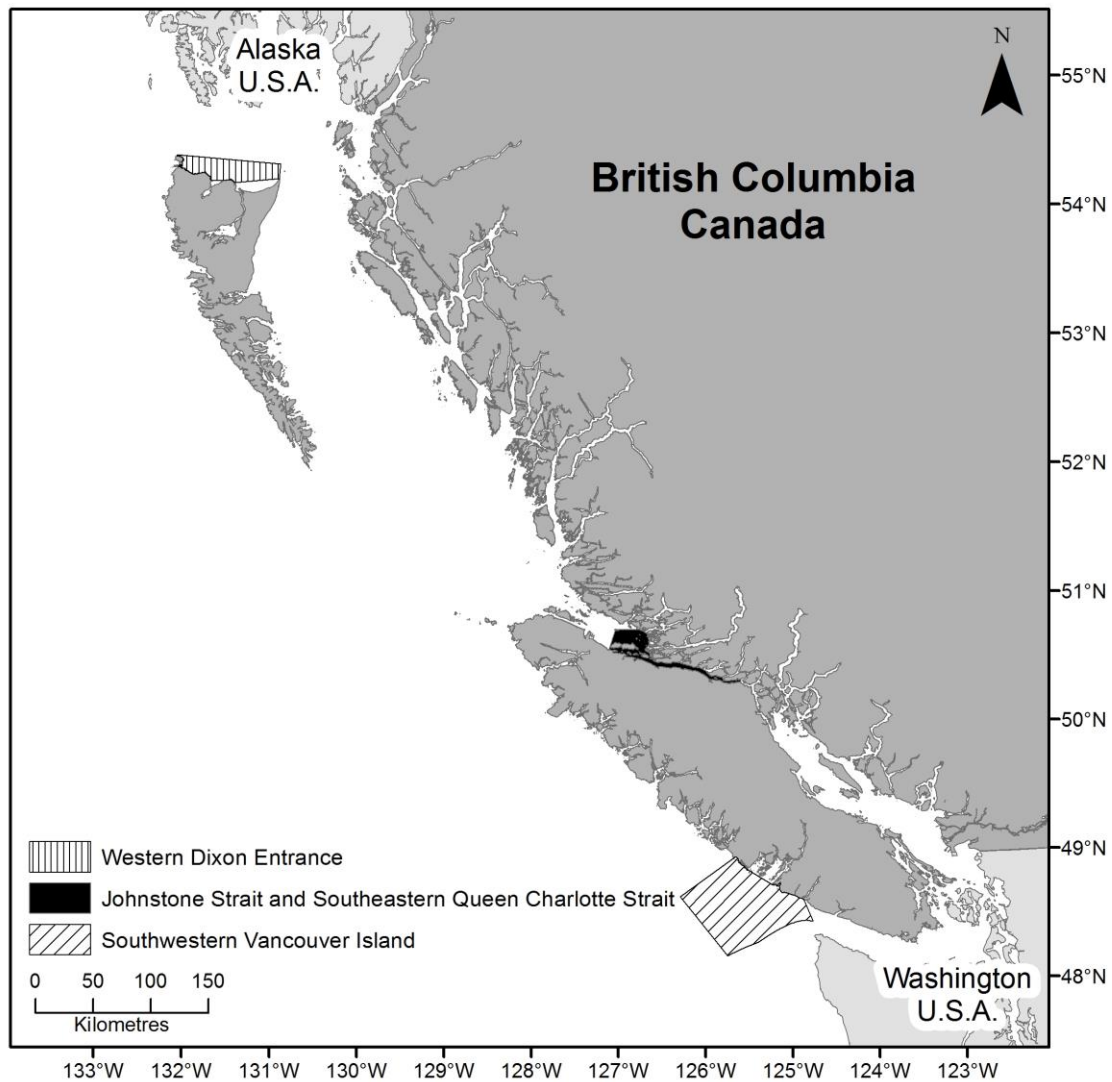 Alaska
U.S.A.
N
55°N
British Columbia
Canada
54°N
53°N
52°N
51°N
50°N
49°N
Western Dixon Entrance
Johnstone Strait and Southeastern Queen Charlotte Strait
Southwestern Vancouver Island
48°N
Washington
U.S.A.
0 50 100 150
Kilometres
133°W 132°W 131°W 130°W 129°W 128°W 127°W 126°W 125°W 124°W 123°W